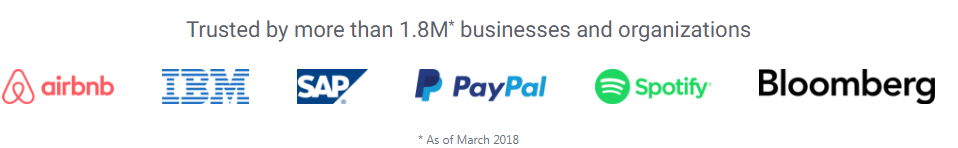 Trusted by more than 1.8M* businesses and organizations
airbnb IBM SAP PayPal Spotify Bloomberg
* As of March 2018